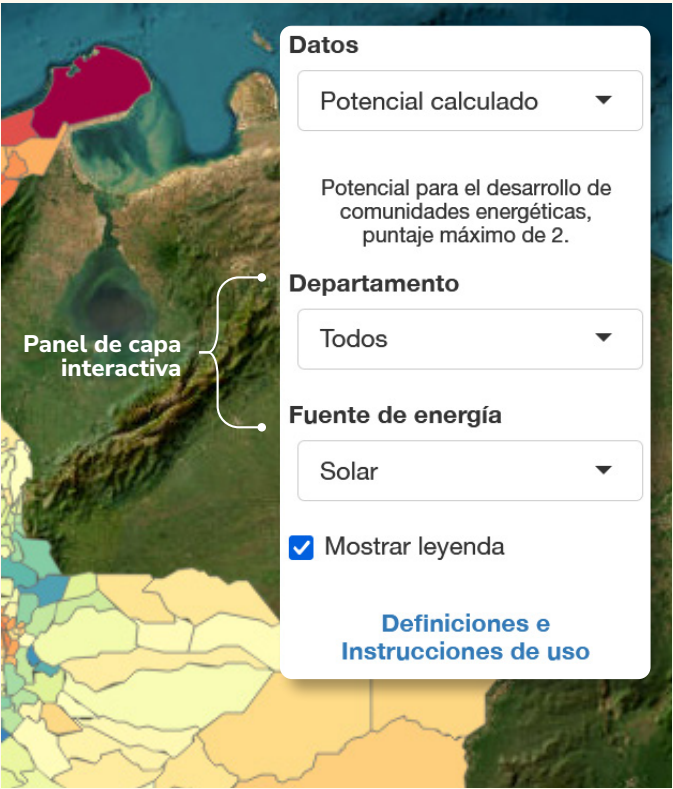 Datos
Potencial calculado
Potencial para el desarrollo de
comunidades energéticas,
puntaje máximo de 2.
Departamento
Todos
Panel de capa
interactiva
Fuente de energía
Solar
Mostrar leyenda
Definiciones e
Instrucciones de uso